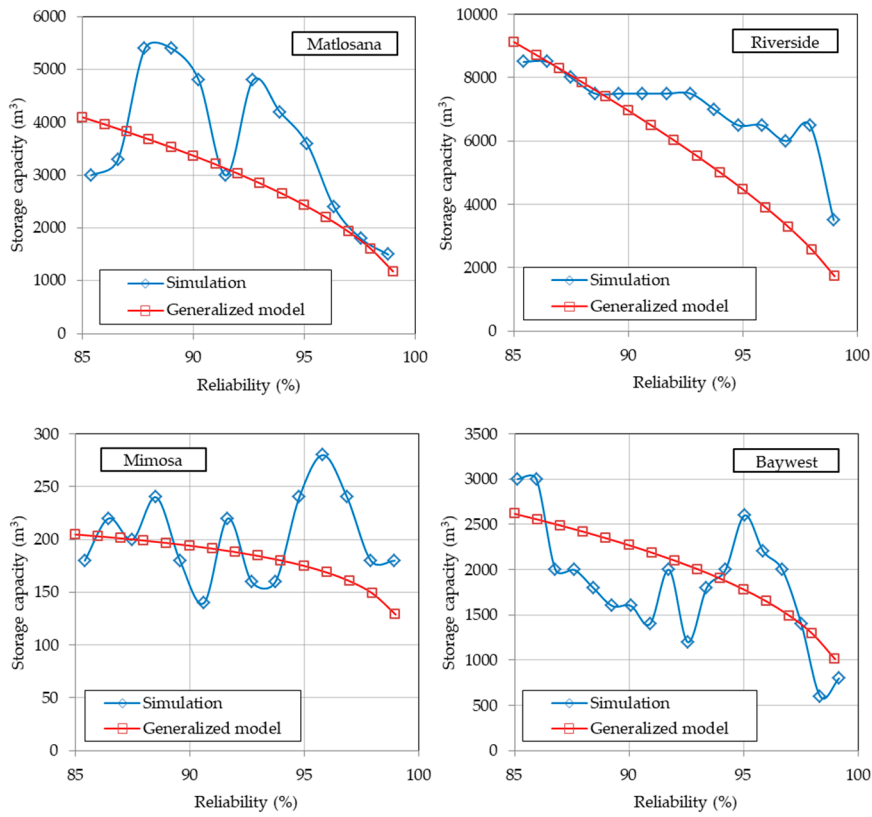 Matlosana
Storage capacity (m³)
6000
5000
4000
3000
2000
1000
0
Simulation
Generalized model
85
90
95
100
Reliability (%)
Riverside
Storage capacity (m³)
10000
8000
6000
4000
2000
0
Simulation
Generalized model
85
90
95
100
Reliability (%)
Mimosa
Storage capacity (m³)
300
250
200
150
100
50
0
Simulation
Generalized model
85
90
95
100
Reliability (%)
Baywest
Storage capacity (m³)
3500
3000
2500
2000
1500
1000
500
0
Simulation
Generalized model
85
90
95
100
Reliability (%)